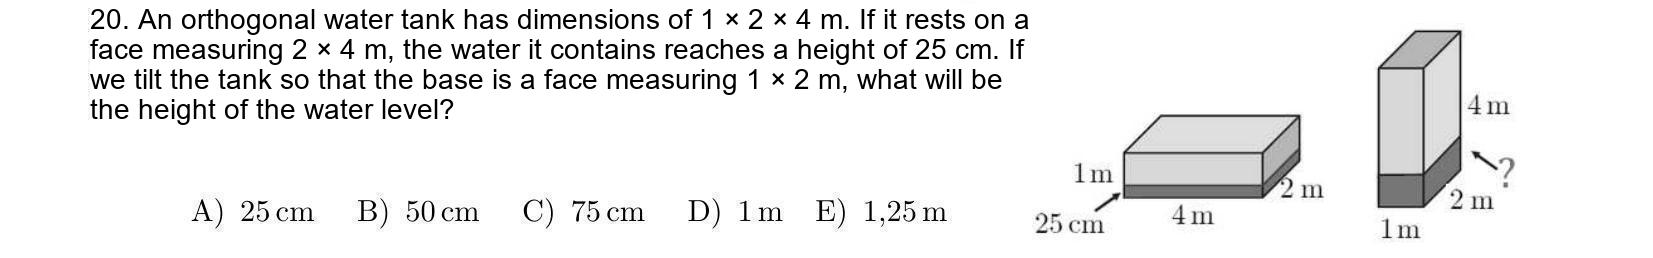 20. An orthogonal water tank has dimensions of 1 × 2 × 4 m. If it rests on a
face measuring 2 × 4 m, the water it contains reaches a height of 25 cm. If
we tilt the tank so that the base is a face measuring 1 × 2 m, what will be
the height of the water level?
A) 25 cm B) 50 cm C) 75 cm D) 1 m E) 1,25 m
1 m
25 cm
4 m
2 m
4 m
?
2 m
1 m